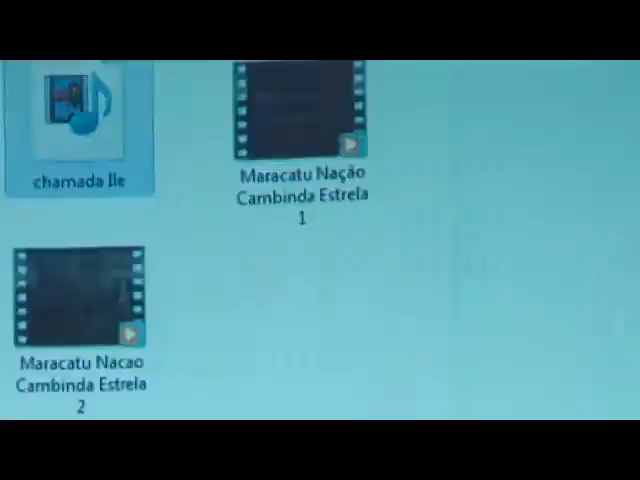 chamada Ile
Maracatu Nação
Cambinda Estrela
1
Maracatu Nacao
Cambinda Estrela
2